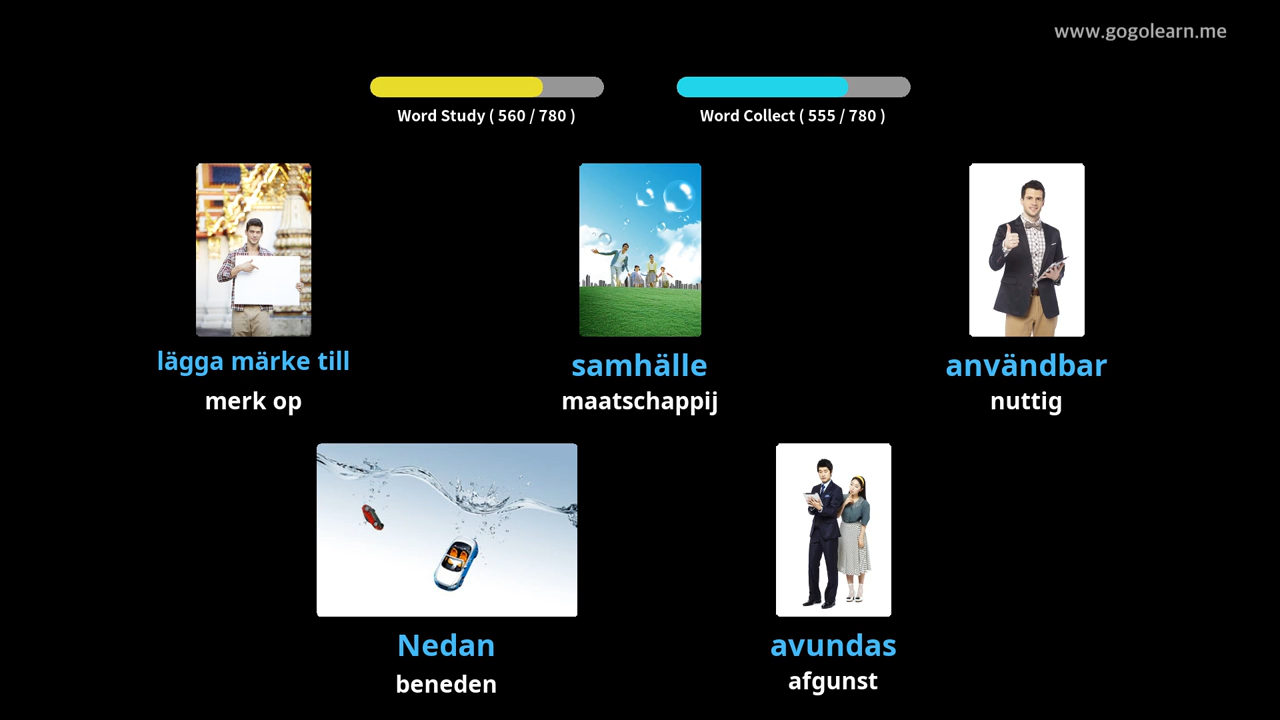 www.gogolearn.me
Word Study ( 560 / 780 )
Word Collect ( 555 / 780 )
lägga märke till
merk op
samhälle
maatschappij
användbar
nuttig
Nedan
beneden
avundas
afgunst